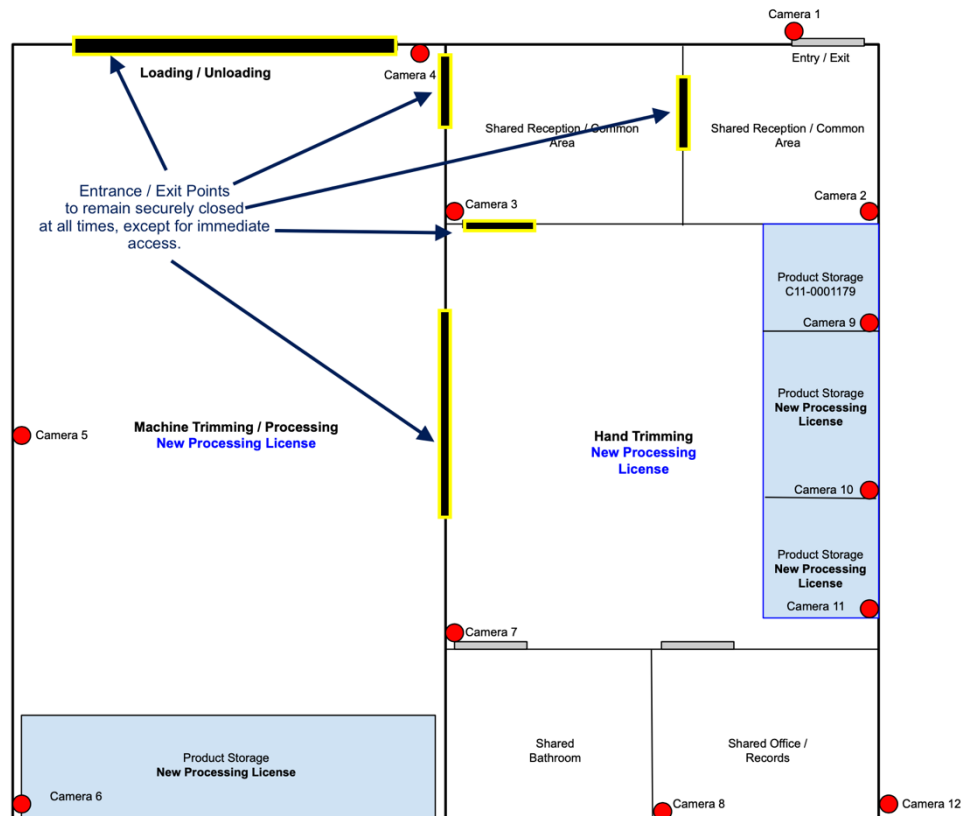 Camera 1
Entry / Exit
Loading / Unloading
Camera 4
Shared Reception / Common
Area
Shared Reception / Common
Area
Entrance / Exit Points
to remain securely closed
at all times, except for immediate
access.
Camera 3
Camera 2
Product Storage
C11-0001179
Camera 9
Product Storage
New Processing
License
Camera 5
Machine Trimming / Processing
New Processing License
Hand Trimming
New Processing
License
Camera 10
Product Storage
New Processing
License
Camera 11
Camera 7
Product Storage
New Processing License
Shared
Bathroom
Shared Office /
Records
Camera 6
Camera 8
Camera 12